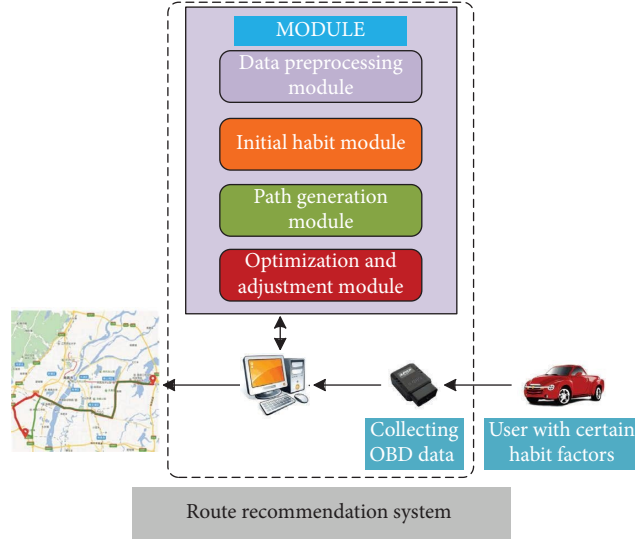 MODULE
Data preprocessing
module
Initial habit module
Path generation
module
Optimization and
adjustment module
Collecting
OBD data
User with certain
habit factors
Route recommendation system